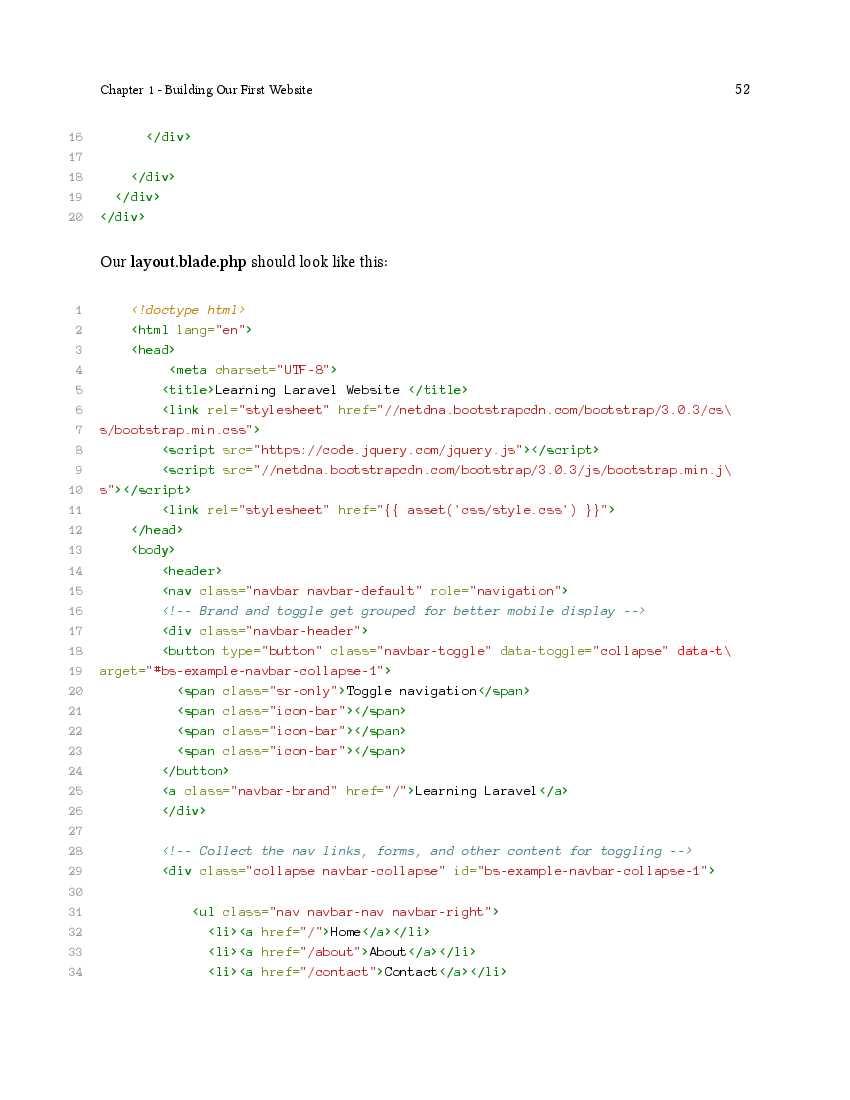 Chapter 1 - Building Our First Website 52
16       </div>
17
18     </div>
19   </div>
20 </div>
Our layout.blade.php should look like this:
1     <!doctype html>
2     <html lang="en">
3     <head>
4          <meta charset="UTF-8">
5         <title>Learning Laravel Website </title>
6         <link rel="stylesheet" href="//netdna.bootstrapcdn.com/bootstrap/3.0.3/cs\
7 s/bootstrap.min.css">
8         <script src="https://code.jquery.com/jquery.js"></script>
9         <script src="//netdna.bootstrapcdn.com/bootstrap/3.0.3/js/bootstrap.min.j\
10 s"></script>
11         <link rel="stylesheet" href="{{ asset('css/style.css') }}">
12     </head>
13     <body>
14         <header>
15         <nav class="navbar navbar-default" role="navigation">
16         <!-- Brand and toggle get grouped for better mobile display -->
17         <div class="navbar-header">
18         <button type="button" class="navbar-toggle" data-toggle="collapse" data-t\
19 arget="#bs-example-navbar-collapse-1">
20           <span class="sr-only">Toggle navigation</span>
21           <span class="icon-bar"></span>
22           <span class="icon-bar"></span>
23           <span class="icon-bar"></span>
24         </button>
25         <a class="navbar-brand" href="/">Learning Laravel</a>
26         </div>
27
28         <!-- Collect the nav links, forms, and other content for toggling -->
29         <div class="collapse navbar-collapse" id="bs-example-navbar-collapse-1">
30
31             <ul class="nav navbar-nav navbar-right">
32               <li><a href="/">Home</a></li>
33               <li><a href="/about">About</a></li>
34               <li><a href="/contact">Contact</a></li>